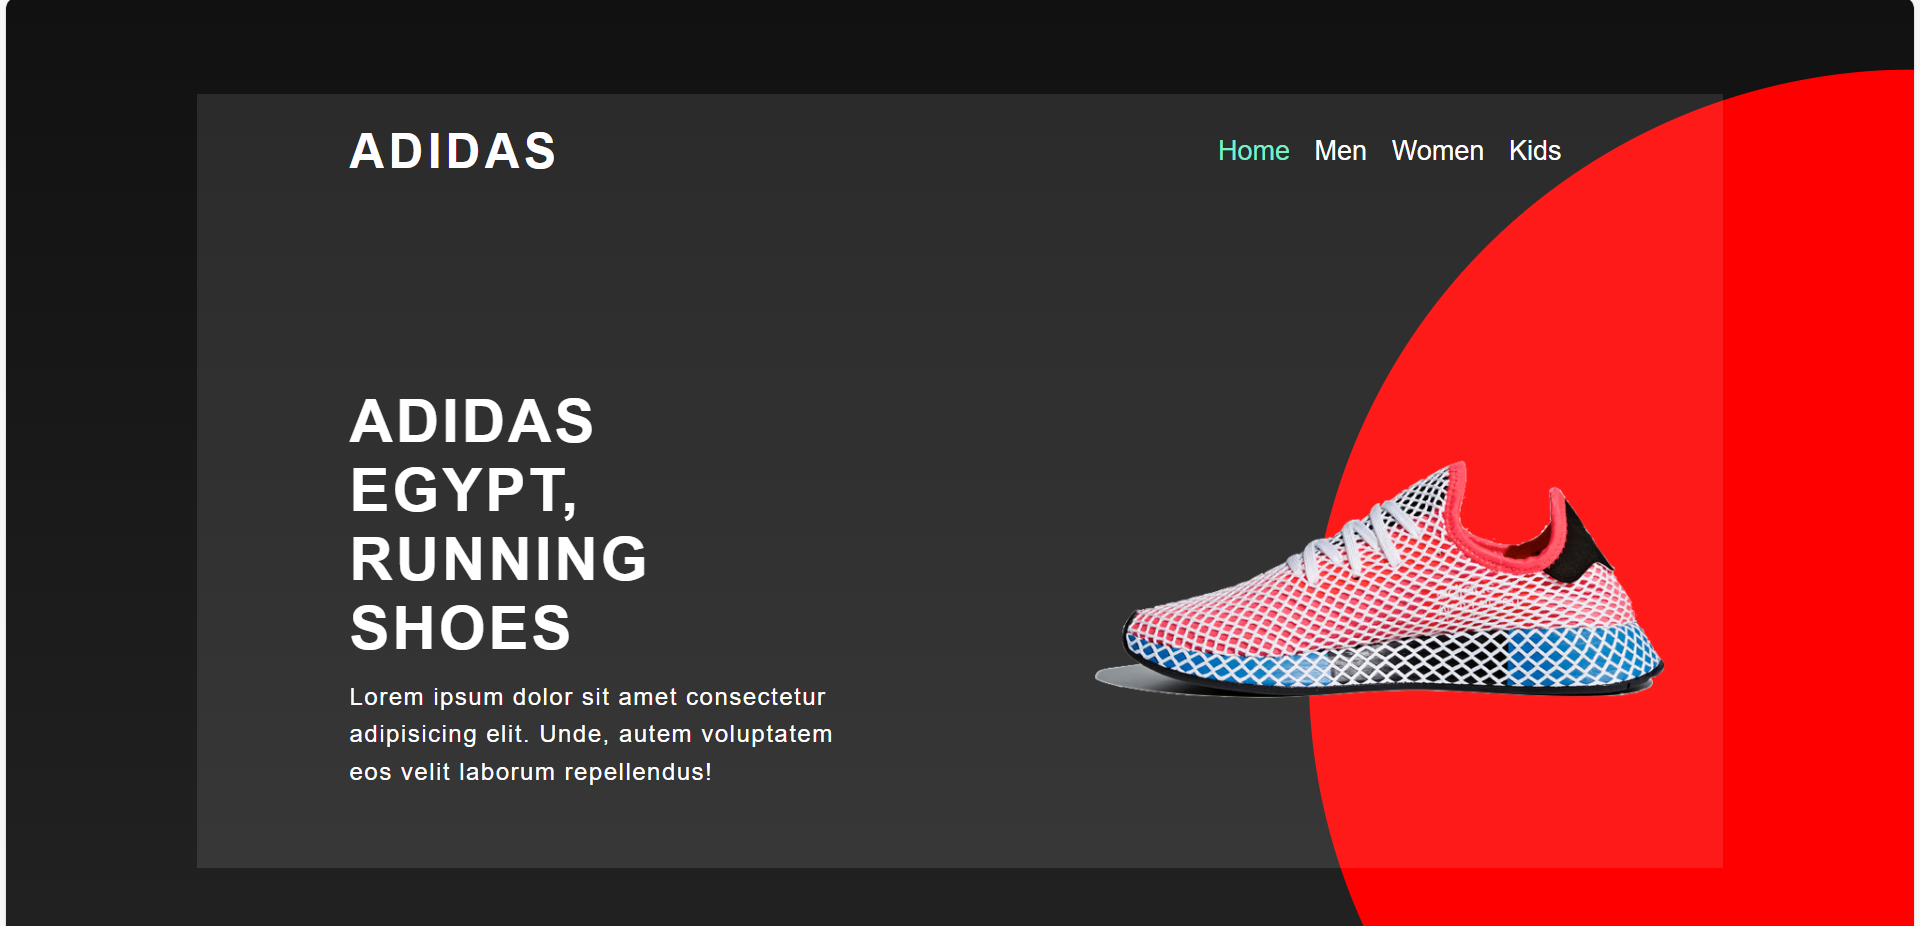 ADIDAS
Home Men Women Kids
ADIDAS
EGYPT,
RUNNING
SHOES
Lorem ipsum dolor sit amet consectetur
adipisicing elit. Unde, autem voluptatem
eos velit laborum repellendus!